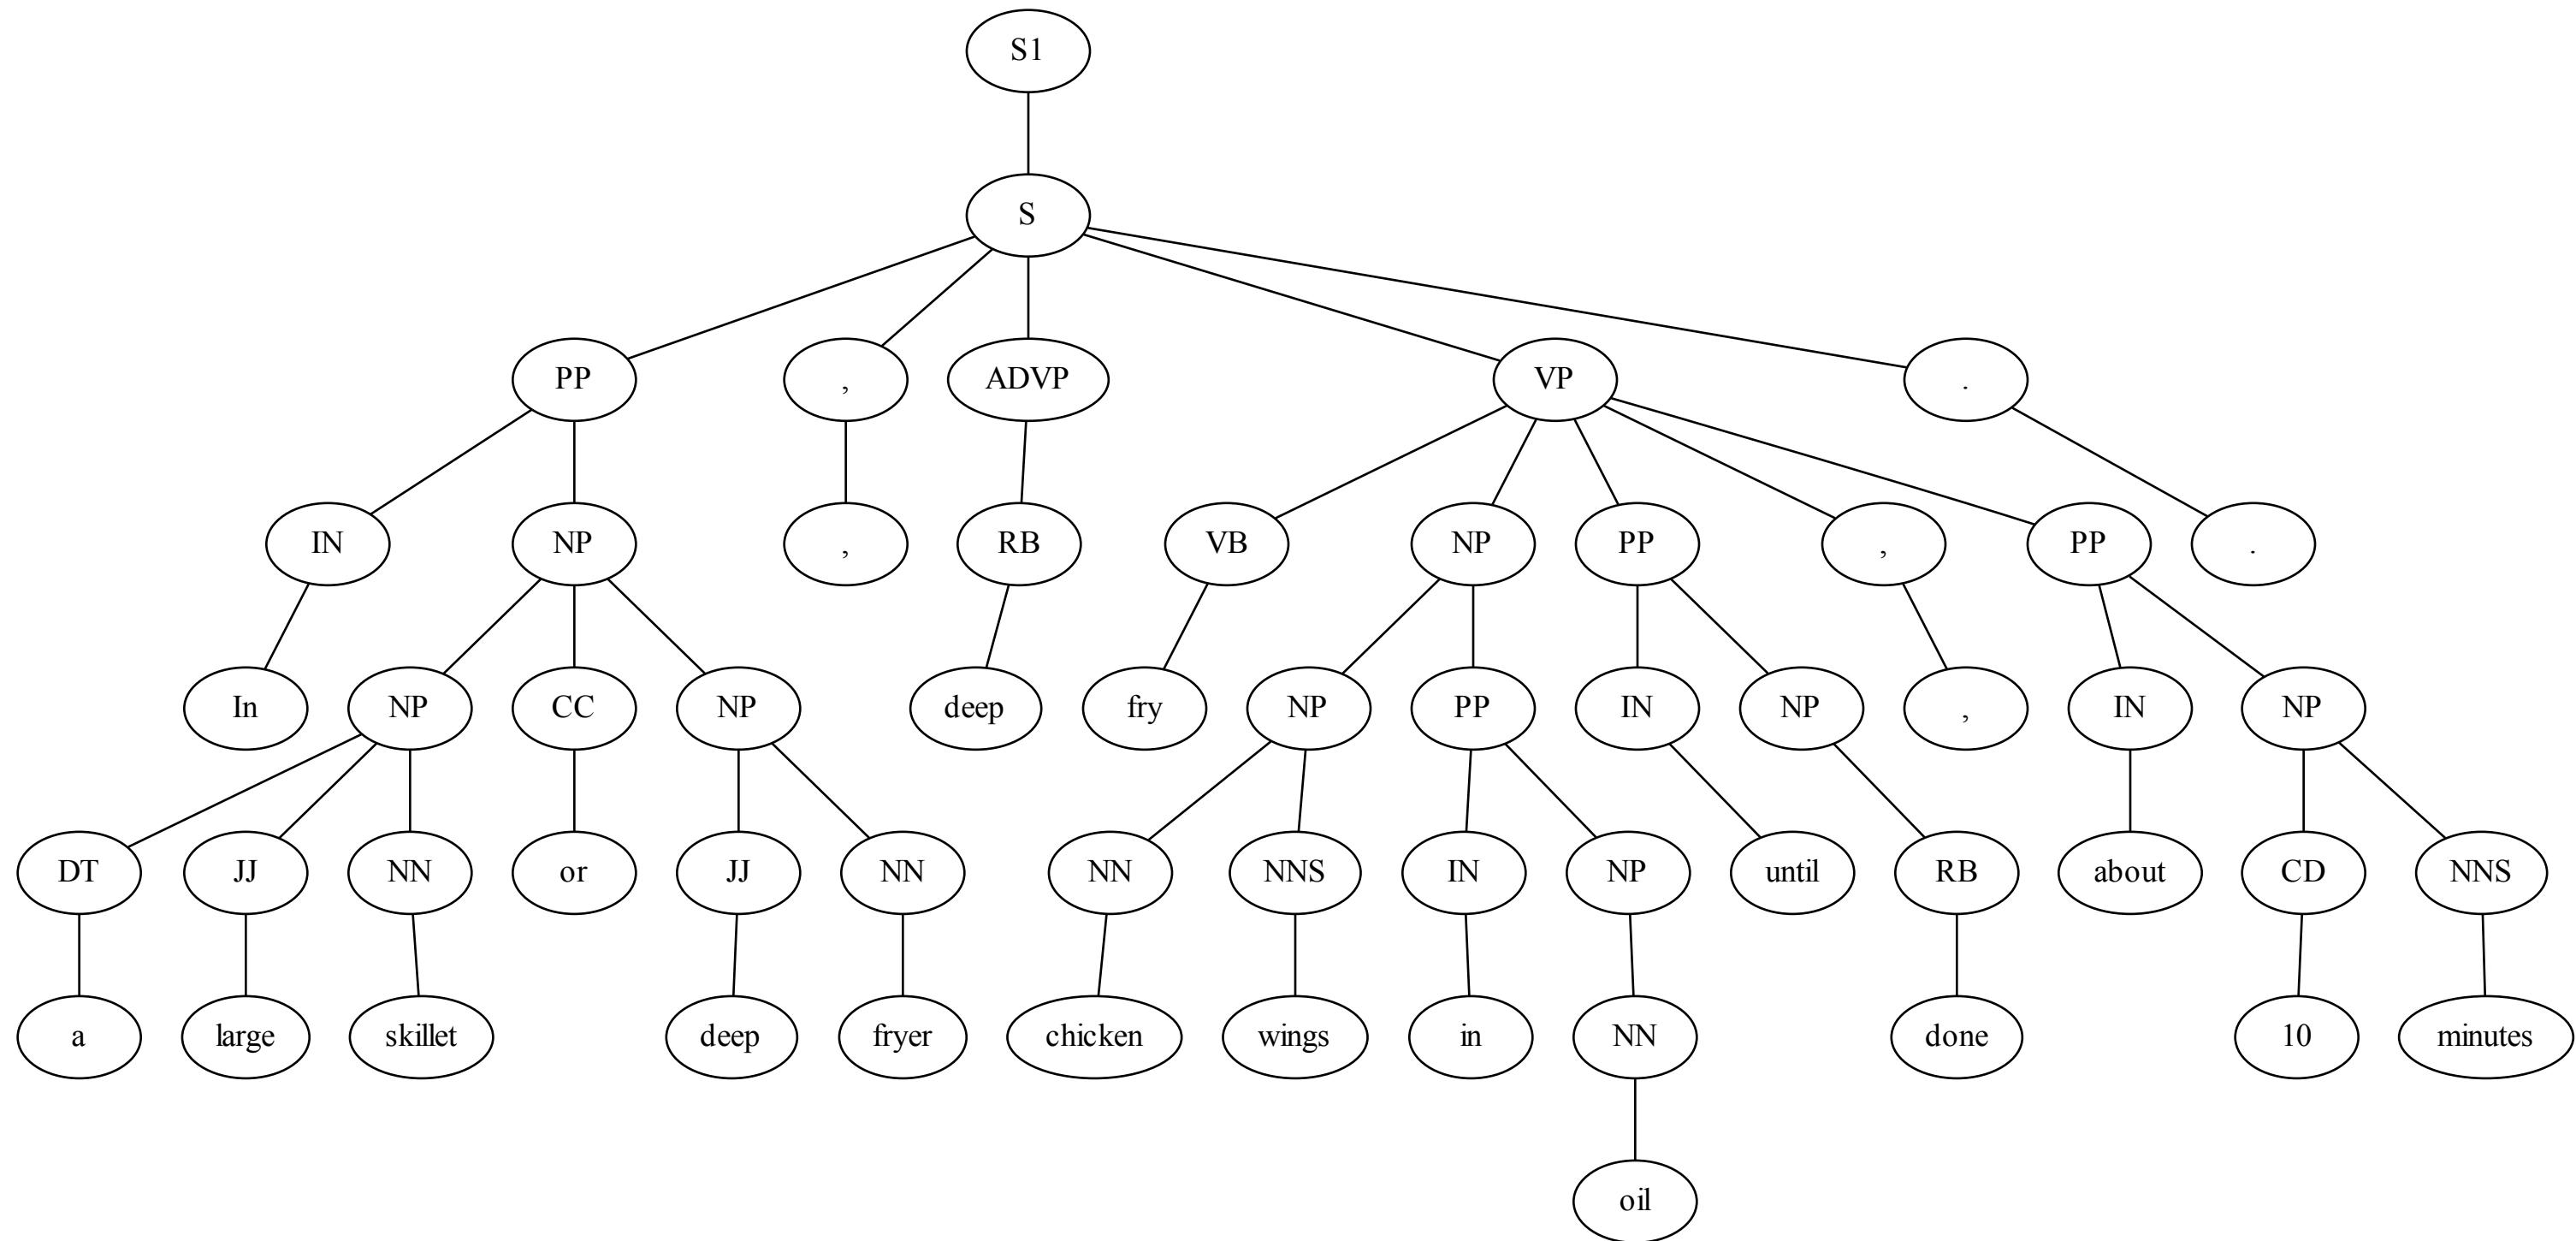 S1
S
PP , ADVP VP .
IN NP , RB VB NP PP , PP .
In NP CC NP deep fry NP PP IN NP , IN NP
DT JJ NN or JJ NN NN NNS IN NP until RB about CD NNS
a large skillet deep fryer chicken wings in NN done 10 minutes
oil